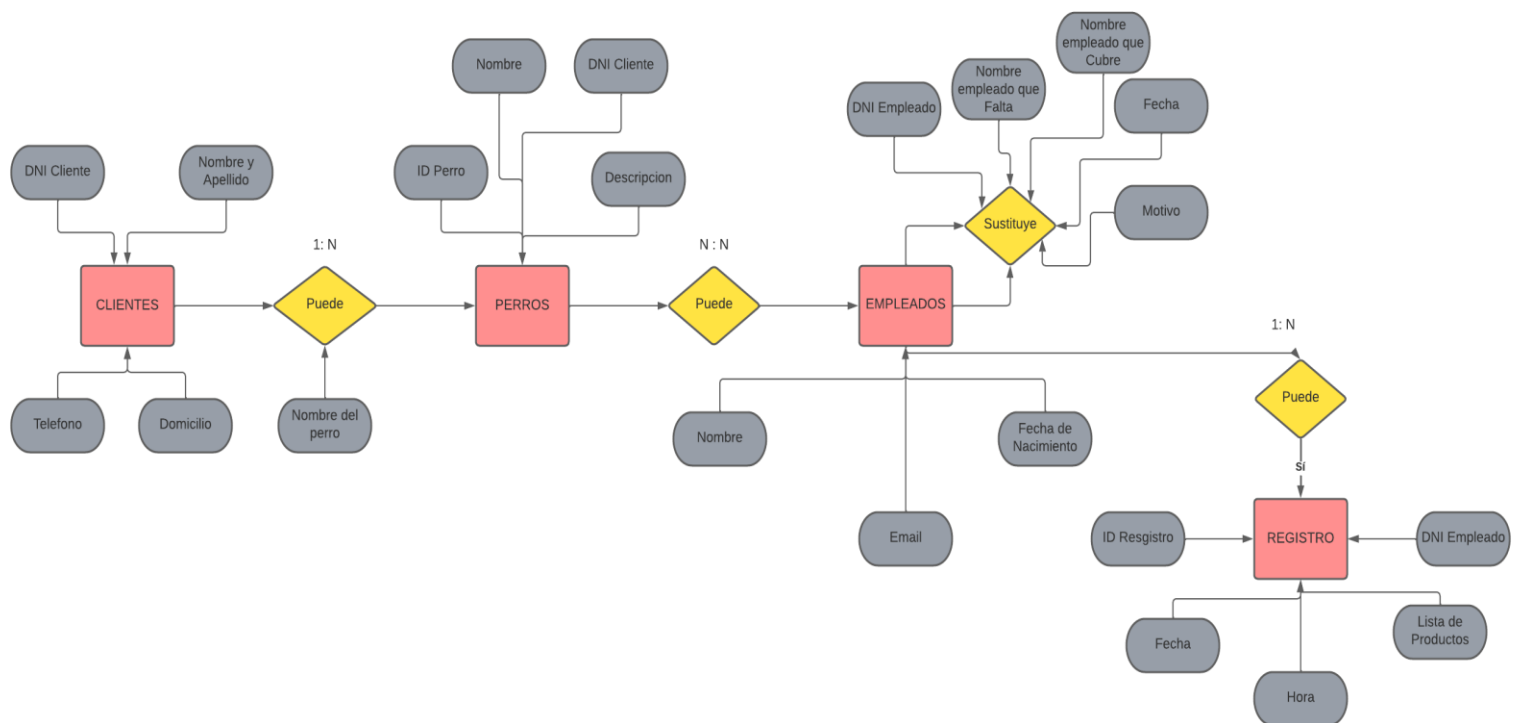 Nombre
DNI Cliente
Nombre
empleado que
Cubre
Nombre
empleado que
Falta
DNI Empleado
Fecha
DNI Cliente
Nombre y
Apellido
ID Perro
Descripcion
Motivo
Sustituye
1: N
N : N
CLIENTES
Puede
PERROS
Puede
EMPLEADOS
1: N
Puede
Telefono
Domicilio
Nombre del
perro
Nombre
Fecha de
Nacimiento
Sí
Email
ID Resgistro
REGISTRO
DNI Empleado
Fecha
Lista de
Productos
Hora